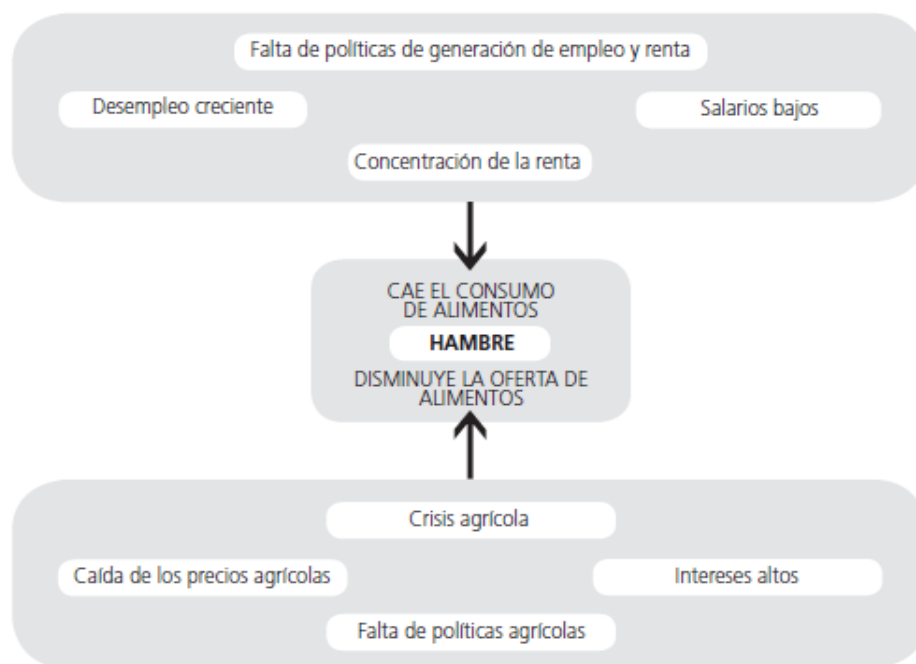 Falta de políticas de generación de empleo y renta
Desempleo creciente
Salarios bajos
Concentración de la renta
CAE EL CONSUMO
DE ALIMENTOS
HAMBRE
DISMINUYE LA OFERTA DE
ALIMENTOS
Crisis agrícola
Caída de los precios agrícolas
Intereses altos
Falta de políticas agrícolas